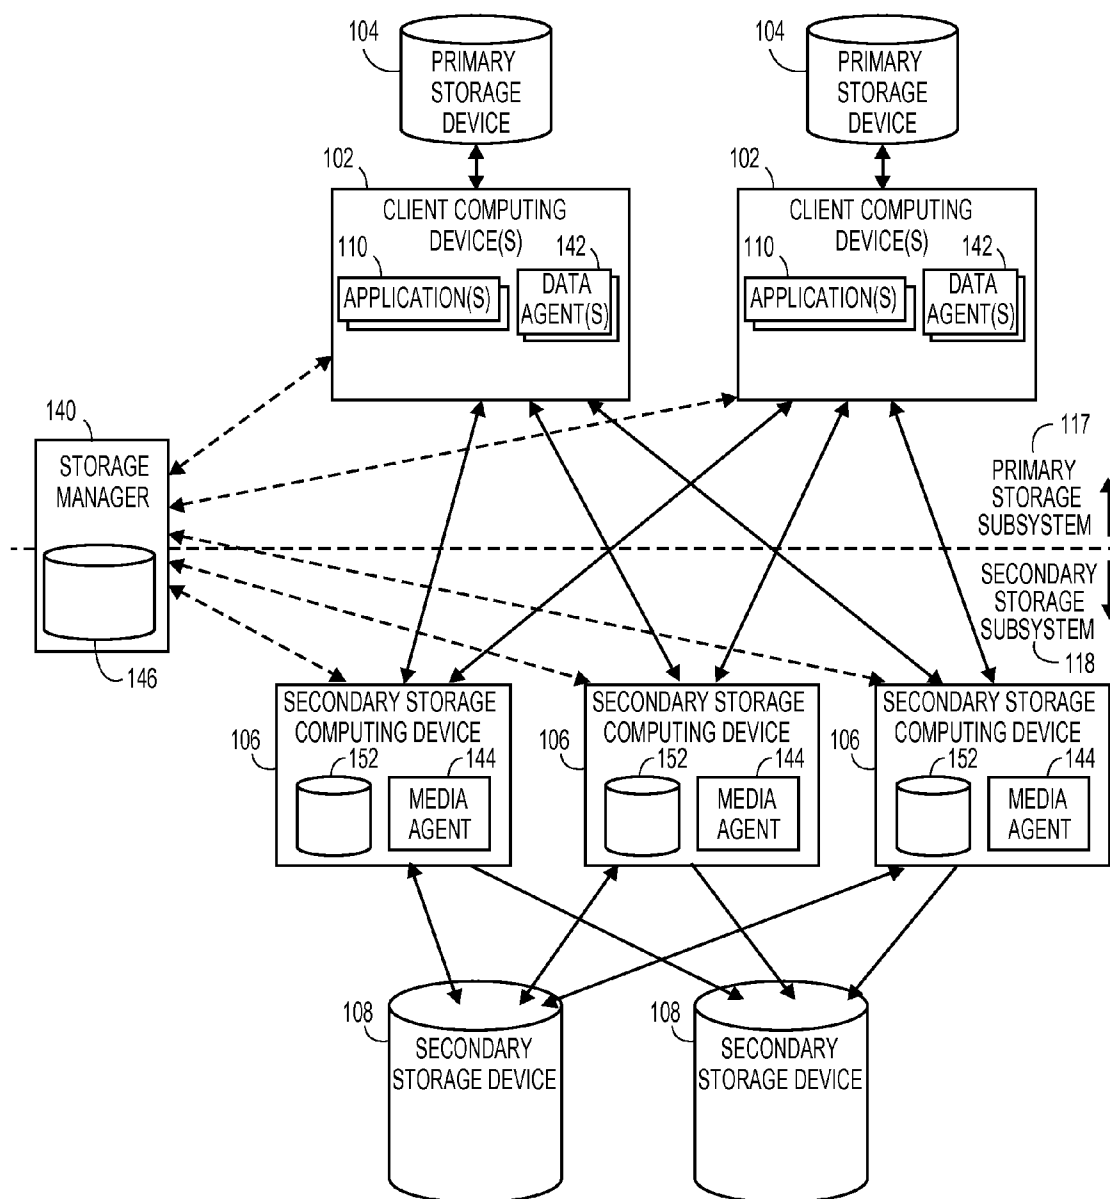 104
PRIMARY
STORAGE
DEVICE
104
PRIMARY
STORAGE
DEVICE
102
CLIENT COMPUTING
DEVICE(S)
110
142
APPLICATION(S)
DATA
AGENT(S)
102
CLIENT COMPUTING
DEVICE(S)
110
142
APPLICATION(S)
DATA
AGENT(S)
140
STORAGE
MANAGER
146
117
PRIMARY
STORAGE
SUBSYSTEM
SECONDARY
STORAGE
SUBSYSTEM
118
SECONDARY STORAGE
COMPUTING DEVICE
106
152
144
MEDIA
AGENT
SECONDARY STORAGE
COMPUTING DEVICE
106
152
144
MEDIA
AGENT
SECONDARY STORAGE
COMPUTING DEVICE
106
152
144
MEDIA
AGENT
108
SECONDARY
STORAGE DEVICE
108
SECONDARY
STORAGE DEVICE